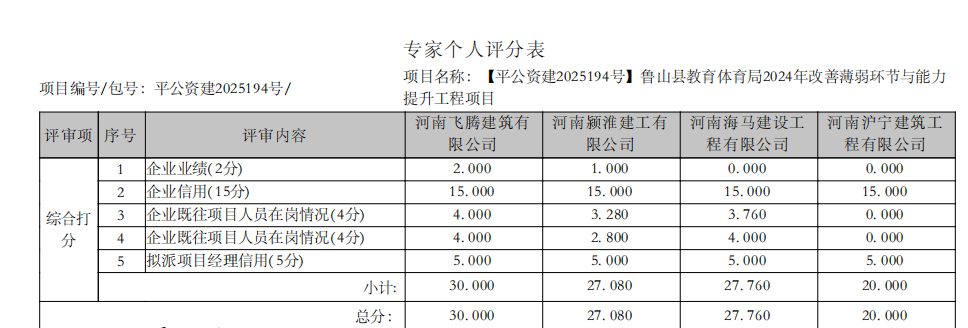 专家个人评分表
项目编号/包号：平公资建2025194号/
项目名称：【平公资建2025194号】鲁山县教育体育局2024年改善薄弱环节与能力
提升工程项目
评审项 序号 评审内容 河南飞腾建筑有限公司 河南颍淮建工有限公司 河南海马建设工程有限公司 河南沪宁建筑工程有限公司
综合打分
1 企业业绩(2分) 2.000 1.000 0.000 0.000
2 企业信用(15分) 15.000 15.000 15.000 15.000
3 企业既往项目人员在岗情况(4分) 4.000 3.280 3.760 0.000
4 企业既往项目人员在岗情况(4分) 4.000 2.800 4.000 0.000
5 拟派项目经理信用(5分) 5.000 5.000 5.000 5.000
小计: 30.000 27.080 27.760 20.000
总分: 30.000 27.080 27.760 20.000